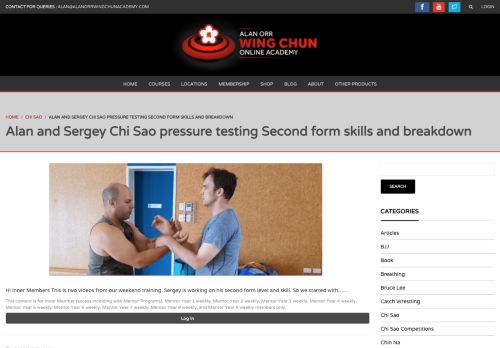 CONTACT FOR QUERIES : ALAN@ALANORRWINGCHUNACADEMY.COM
LOGIN
ALAN ORR
WING CHUN
ONLINE ACADEMY
HOME COURSES LOCATIONS MEMBERSHIP SHOP BLOG ABOUT OTHER PRODUCTS
HOME / CHI SAO / ALAN AND SERGEY CHI SAO PRESSURE TESTING SECOND FORM SKILLS AND BREAKDOWN
Alan and Sergey Chi Sao pressure testing Second form skills and breakdown
Hi Inner Members This is two videos from our weekend training. Sergey is working on his second form level and skill. So we started with......
This content is for Inner Member (access including with Mentor Programs), Mentor Year 1 weekly, Mentor Year 2 weekly, Mentor Year 3 weekly, Mentor Year 4 weekly,
Mentor Year 5 weekly, Mentor Year 6 weekly, Mentor Year 7 weekly, Mentor Year 8 weekly, and Mentor Year 9 weekly members only.
Log In
SEARCH
CATEGORIES
Articles
BJJ
Book
Breathing
Bruce Lee
Catch Wrestling
Chi Sao
Chi Sao Competitions
Chin Na